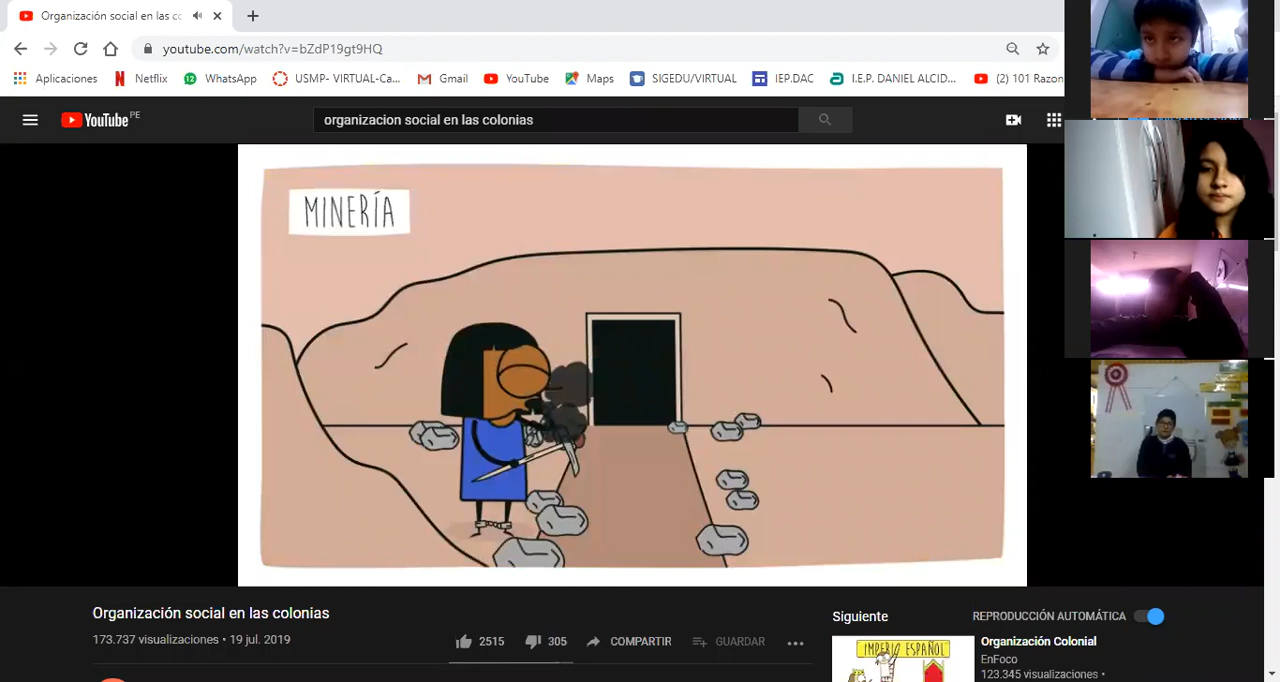 Organización social en las cc
youtube.com/watch?v=bZdP19gt9HQ
Aplicaciones Netflix WhatsApp USMP- VIRTUAL-Ca... Gmail YouTube Maps SIGEDU/VIRTUAL IEP.DAC I.E.P. DANIEL ALCID... (2) 101 Razon
YouTube PE
organizacion social en las colonias
MINERÍA
Organización social en las colonias
173.737 visualizaciones • 19 jul. 2019
2515 305 COMPARTIR GUARDAR
Siguiente REPRODUCCIÓN AUTOMÁTICA
IMPERIO ESPAÑOL
Organización Colonial
EnFoco
123.345 visualizaciones •